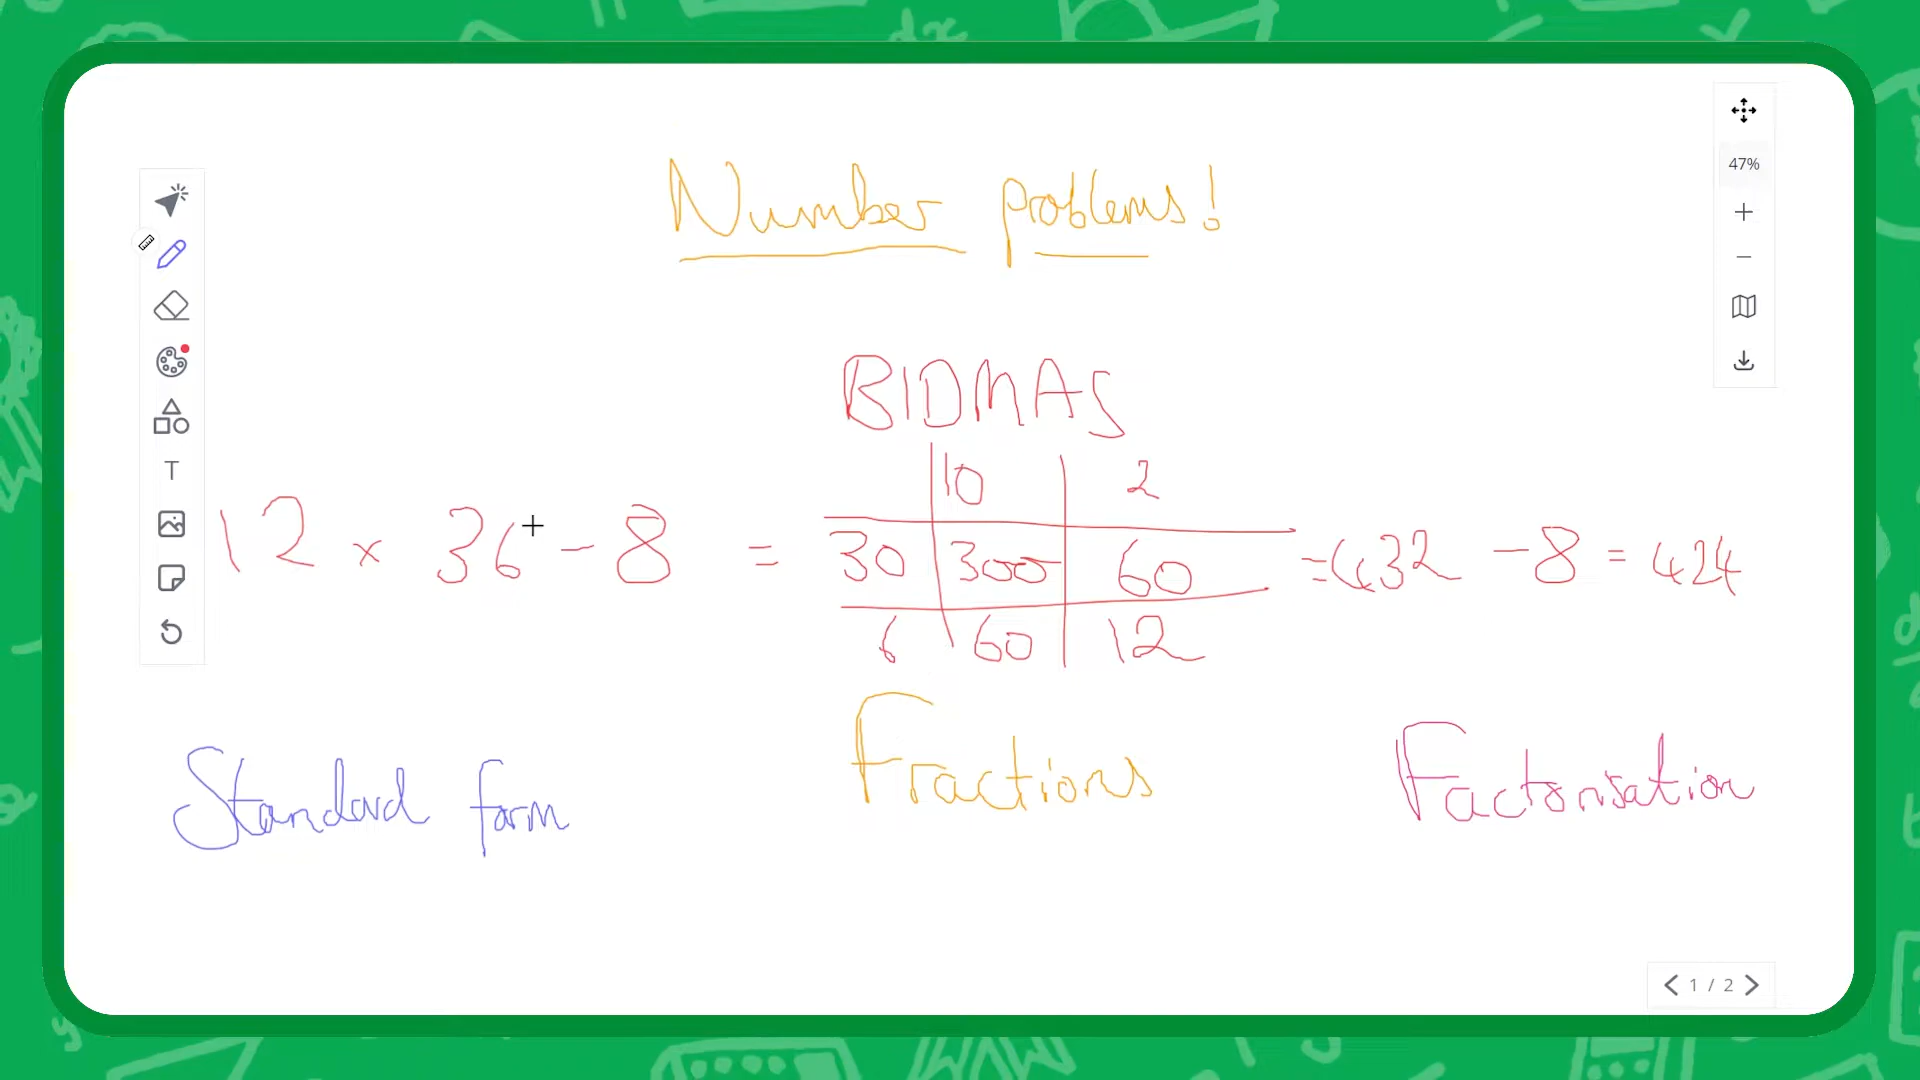 Number problems!
47%
BIDMAS
10 2
12 x 36 - 8 = 30 300 60 = 432 - 8 = 424
6 60 12
T
Standard form Fractions Factorisation
1 / 2
dx